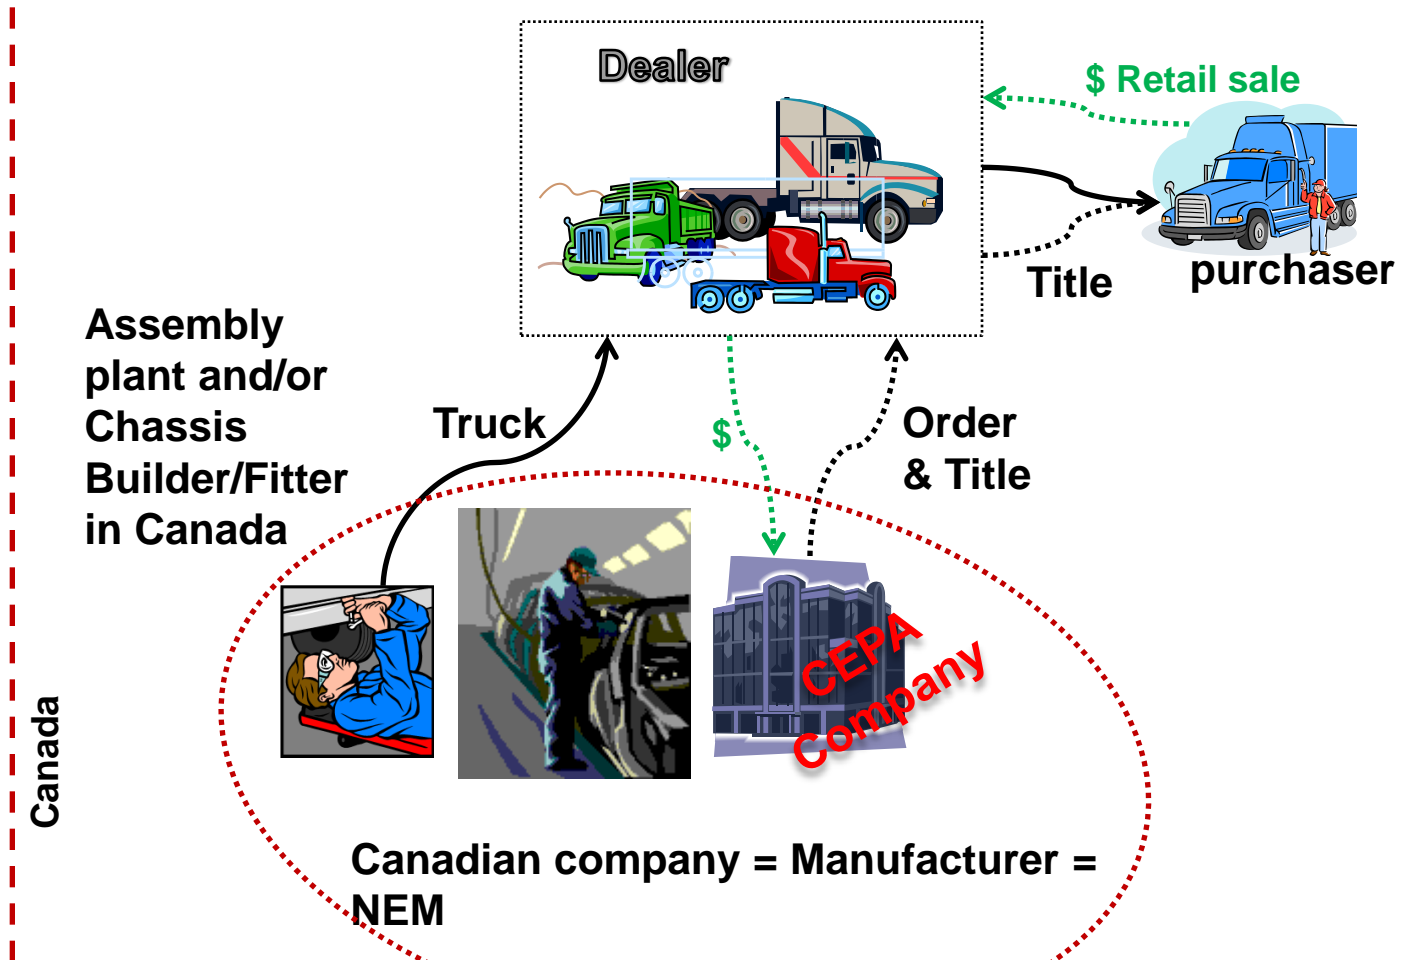 Dealer
$ Retail sale
Title
purchaser
Assembly
plant and/or
Chassis
Builder/Fitter
in Canada
Truck
$
Order
& Title
CEPA
Company
Canada
Canadian company = Manufacturer =
NEM